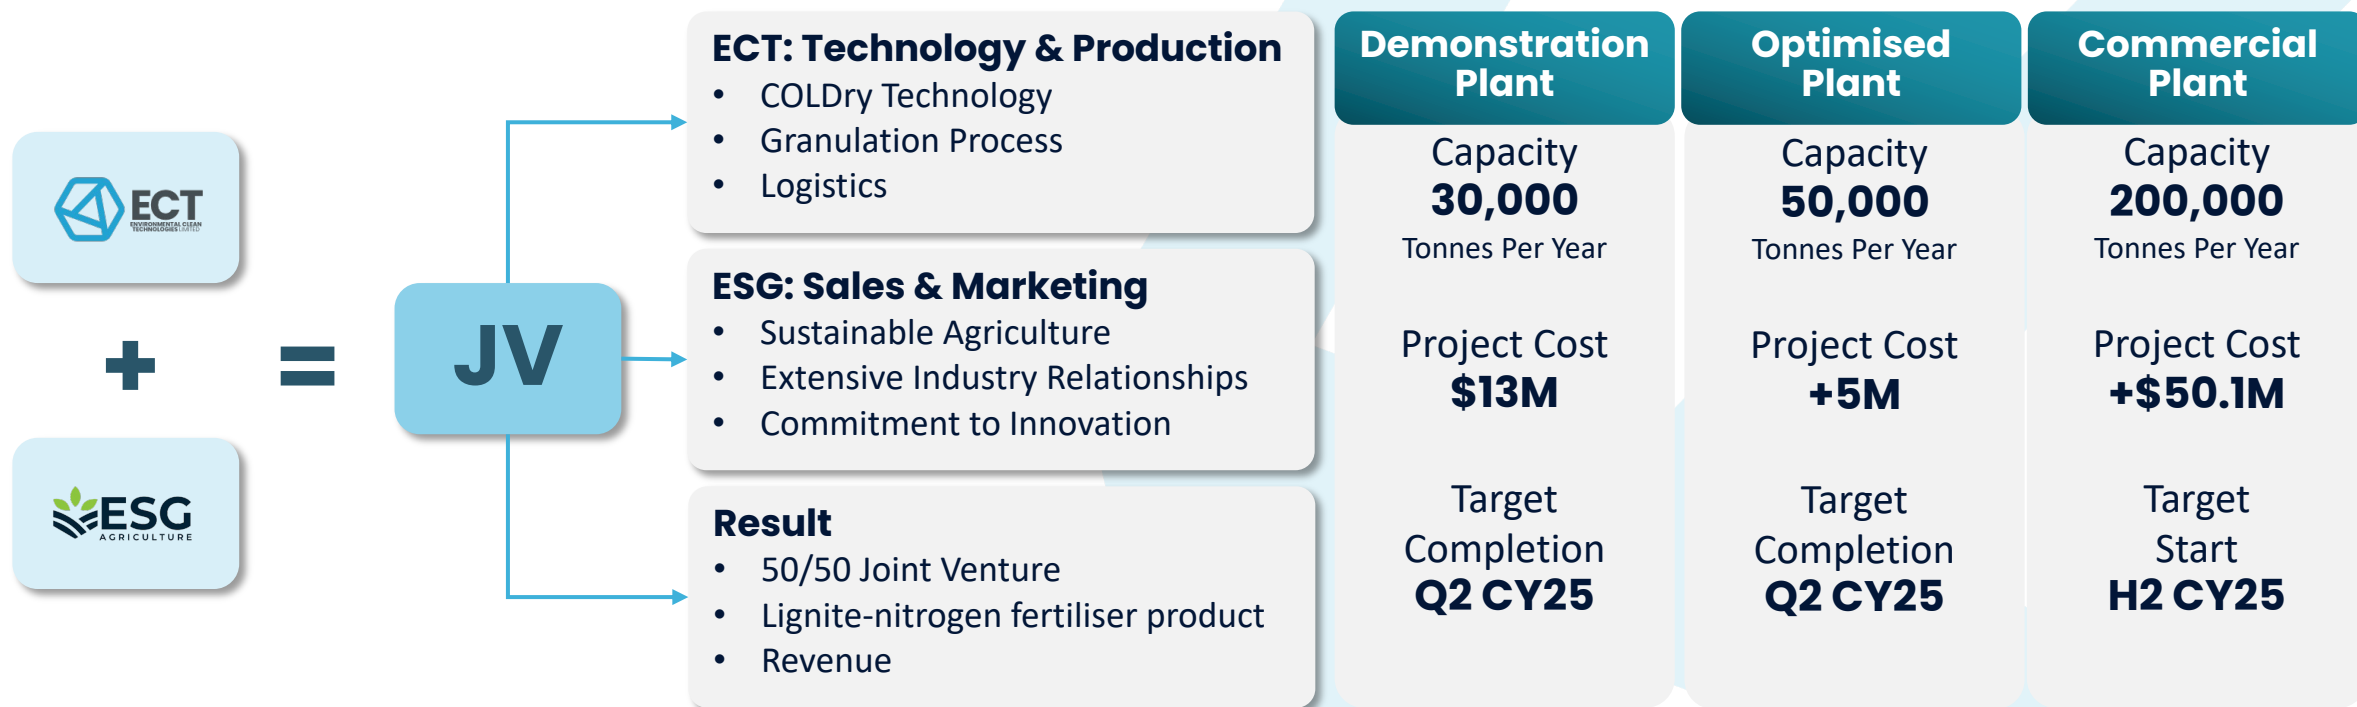 ECT
ENVIRONMENTAL CLEAN
TECHNOLOGIES LIMITED
+
=
ESG
AGRICULTURE
JV
ECT: Technology & Production
• COLDry Technology
• Granulation Process
• Logistics
ESG: Sales & Marketing
• Sustainable Agriculture
• Extensive Industry Relationships
• Commitment to Innovation
Result
• 50/50 Joint Venture
• Lignite-nitrogen fertiliser product
• Revenue
Demonstration
Plant
Capacity
30,000
Tonnes Per Year
Project Cost
$13M
Target
Completion
Q2 CY25
Optimised
Plant
Capacity
50,000
Tonnes Per Year
Project Cost
+5M
Target
Completion
Q2 CY25
Commercial
Plant
Capacity
200,000
Tonnes Per Year
Project Cost
+$50.1M
Target
Start
H2 CY25